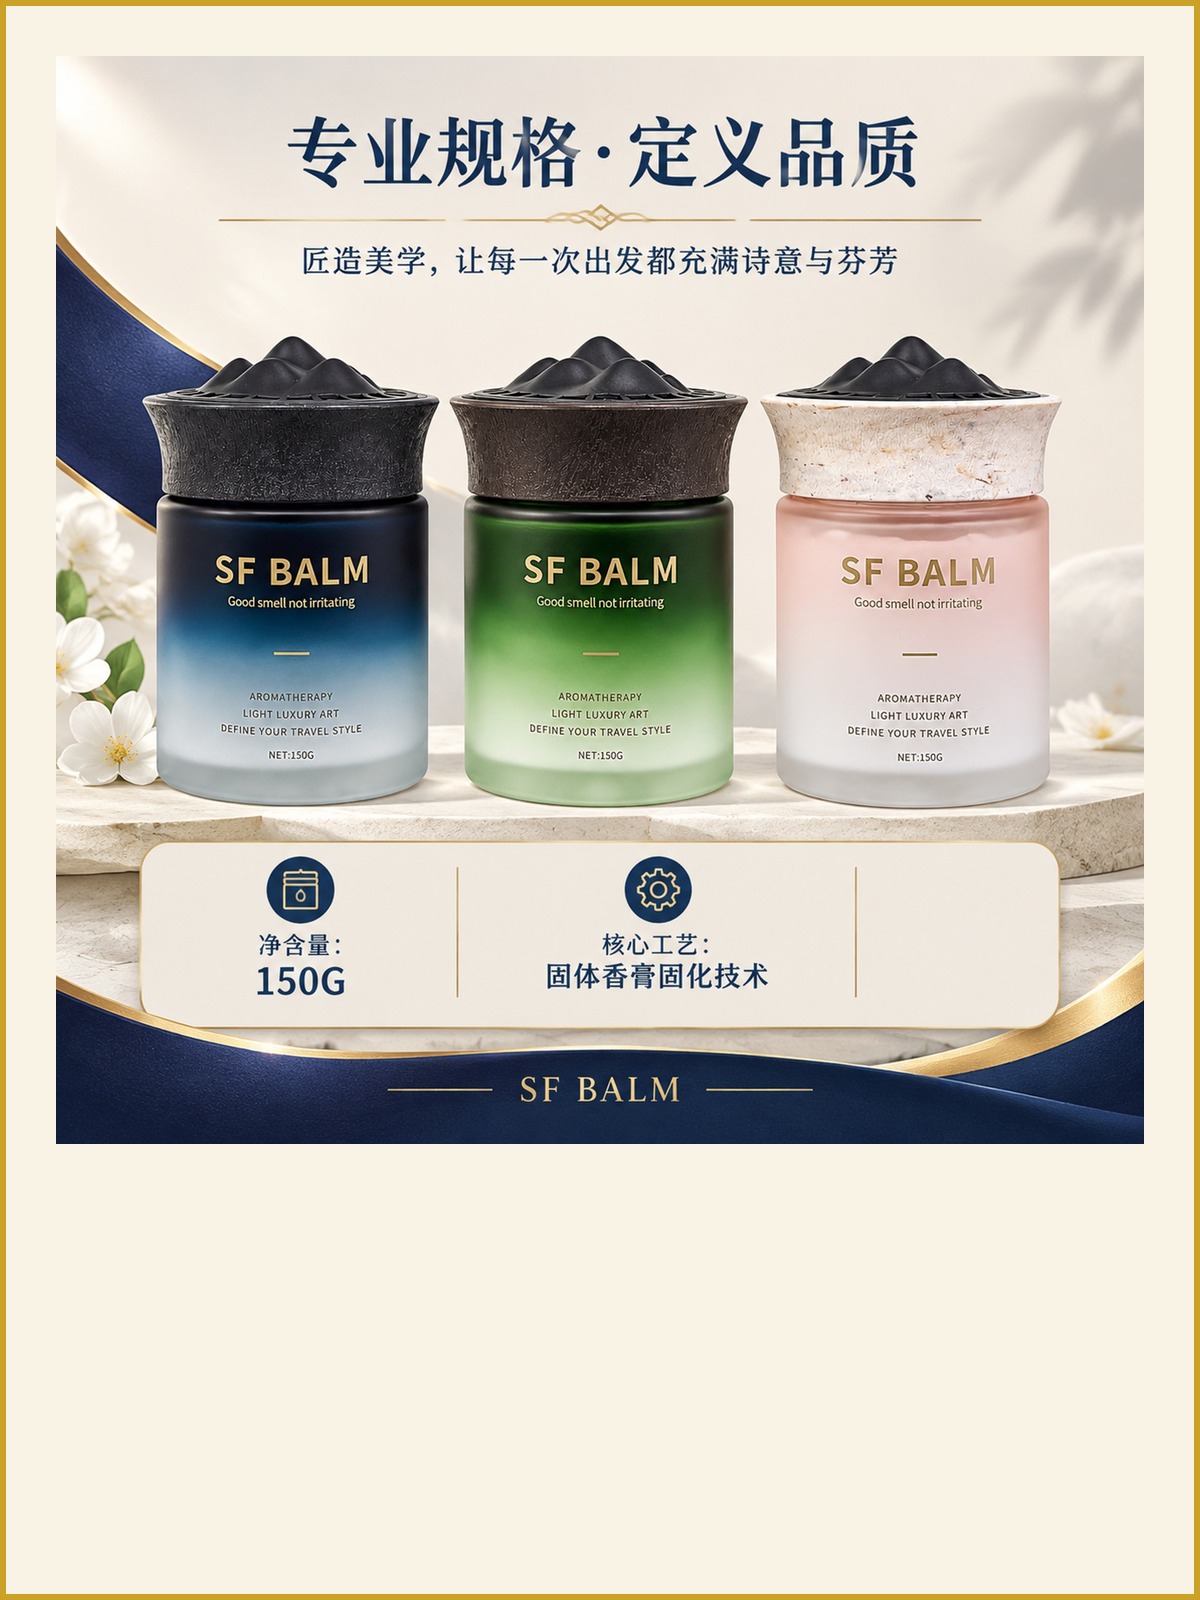 专业规格·定义品质
匠造美学，让每一次出发都充满诗意与芬芳
SF BALM
Good smell not irritating
AROMATHERAPY
LIGHT LUXURY ART
DEFINE YOUR TRAVEL STYLE
NET:150G
SF BALM
Good smell not irritating
AROMATHERAPY
LIGHT LUXURY ART
DEFINE YOUR TRAVEL STYLE
NET:150G
SF BALM
Good smell not irritating
AROMATHERAPY
LIGHT LUXURY ART
DEFINE YOUR TRAVEL STYLE
NET:150G
净含量：
150G
核心工艺：
固体香膏固化技术
SF BALM